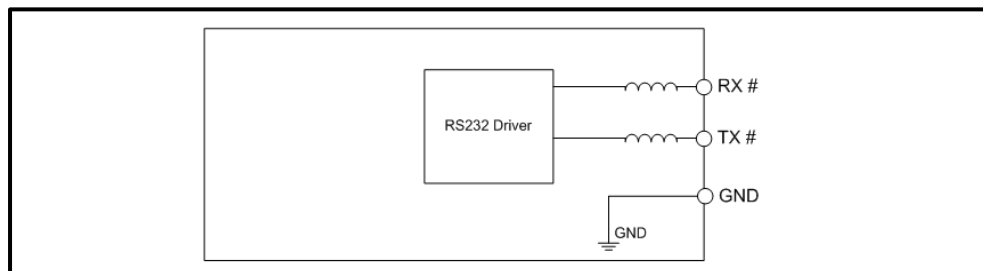 RX #
RS232 Driver
TX #
GND
GND